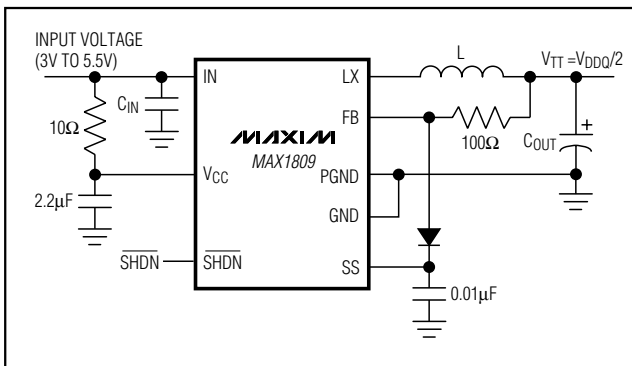 INPUT VOLTAGE
(3V TO 5.5V)
IN
LX
L
VTT =VDDQ/2
CIN
FB
10Ω
100Ω
COUT
+
MAXIM
MAX1809
VCC
PGND
2.2µF
GND
SHDN
SHDN
SS
0.01µF